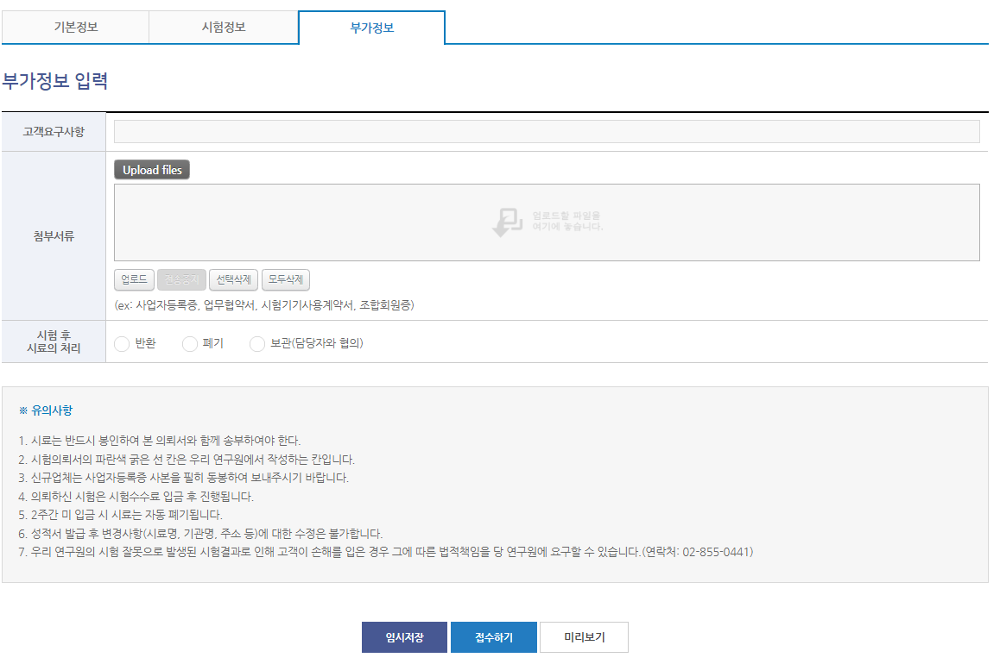 기본정보
시험정보
부가정보
부가정보 입력
고객요구사항
첨부서류
Upload files
업로드할 파일을
여기에 놓습니다.
업로드
전송중지
선택삭제
모두삭제
(ex: 사업자등록증, 업무협약서, 시험기기사용계약서, 조합회원증)
시험 후
시료의 처리
반환
폐기
보관(담당자와 협의)
※ 유의사항
1. 시료는 반드시 봉인하여 본 의뢰서와 함께 송부하여야 한다.
2. 시험의뢰서의 파란색 굵은 선 칸은 우리 연구원에서 작성하는 칸입니다.
3. 신규업체는 사업자등록증 사본을 필히 동봉하여 보내주시기 바랍니다.
4. 의뢰하신 시험은 시험수수료 입금 후 진행됩니다.
5. 2주간 미 입금 시 시료는 자동 폐기됩니다.
6. 성적서 발급 후 변경사항(시료명, 기관명, 주소 등)에 대한 수정은 불가합니다.
7. 우리 연구원의 시험 잘못으로 발생된 시험결과로 인해 고객이 손해를 입은 경우 그에 따른 법적책임을 당 연구원에 요구할 수 있습니다.(연락처: 02-855-0441)
임시저장
접수하기
미리보기